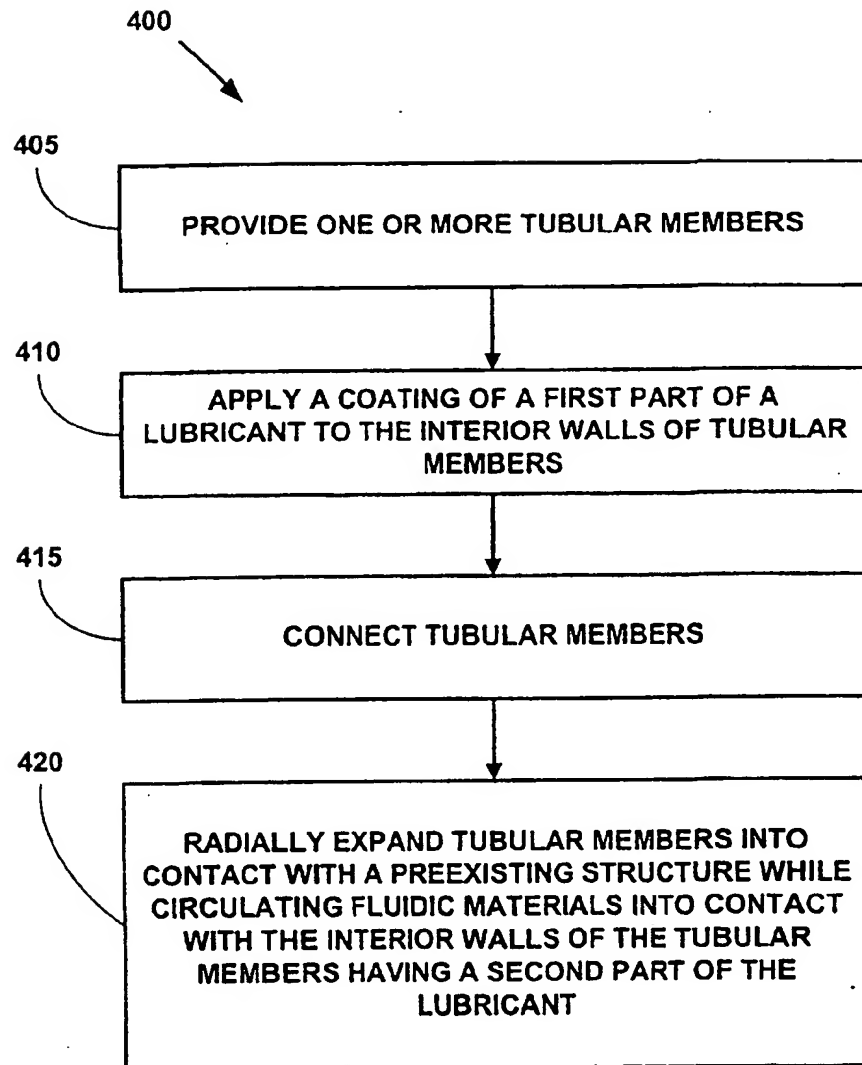 400
405
PROVIDE ONE OR MORE TUBULAR MEMBERS
410
APPLY A COATING OF A FIRST PART OF A
LUBRICANT TO THE INTERIOR WALLS OF TUBULAR
MEMBERS
415
CONNECT TUBULAR MEMBERS
420
RADIALLY EXPAND TUBULAR MEMBERS INTO
CONTACT WITH A PREEXISTING STRUCTURE WHILE
CIRCULATING FLUIDIC MATERIALS INTO CONTACT
WITH THE INTERIOR WALLS OF THE TUBULAR
MEMBERS HAVING A SECOND PART OF THE
LUBRICANT